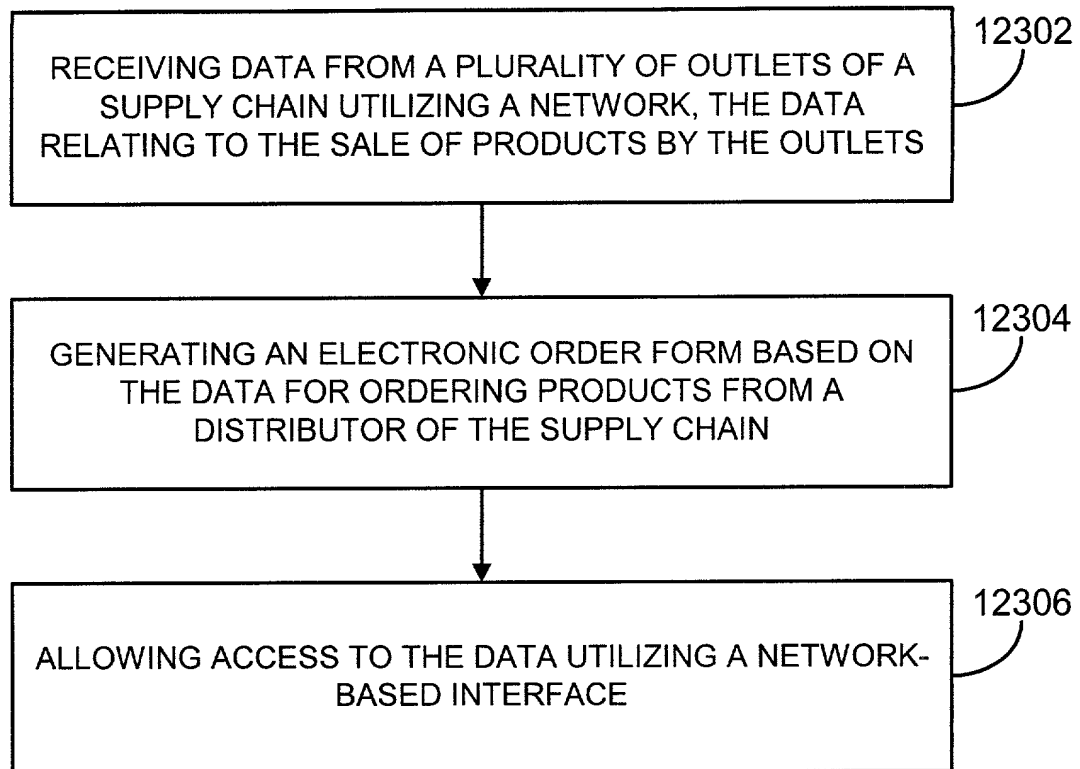 12302
RECEIVING DATA FROM A PLURALITY OF OUTLETS OF A
SUPPLY CHAIN UTILIZING A NETWORK, THE DATA
RELATING TO THE SALE OF PRODUCTS BY THE OUTLETS
12304
GENERATING AN ELECTRONIC ORDER FORM BASED ON
THE DATA FOR ORDERING PRODUCTS FROM A
DISTRIBUTOR OF THE SUPPLY CHAIN
12306
ALLOWING ACCESS TO THE DATA UTILIZING A NETWORK-
BASED INTERFACE